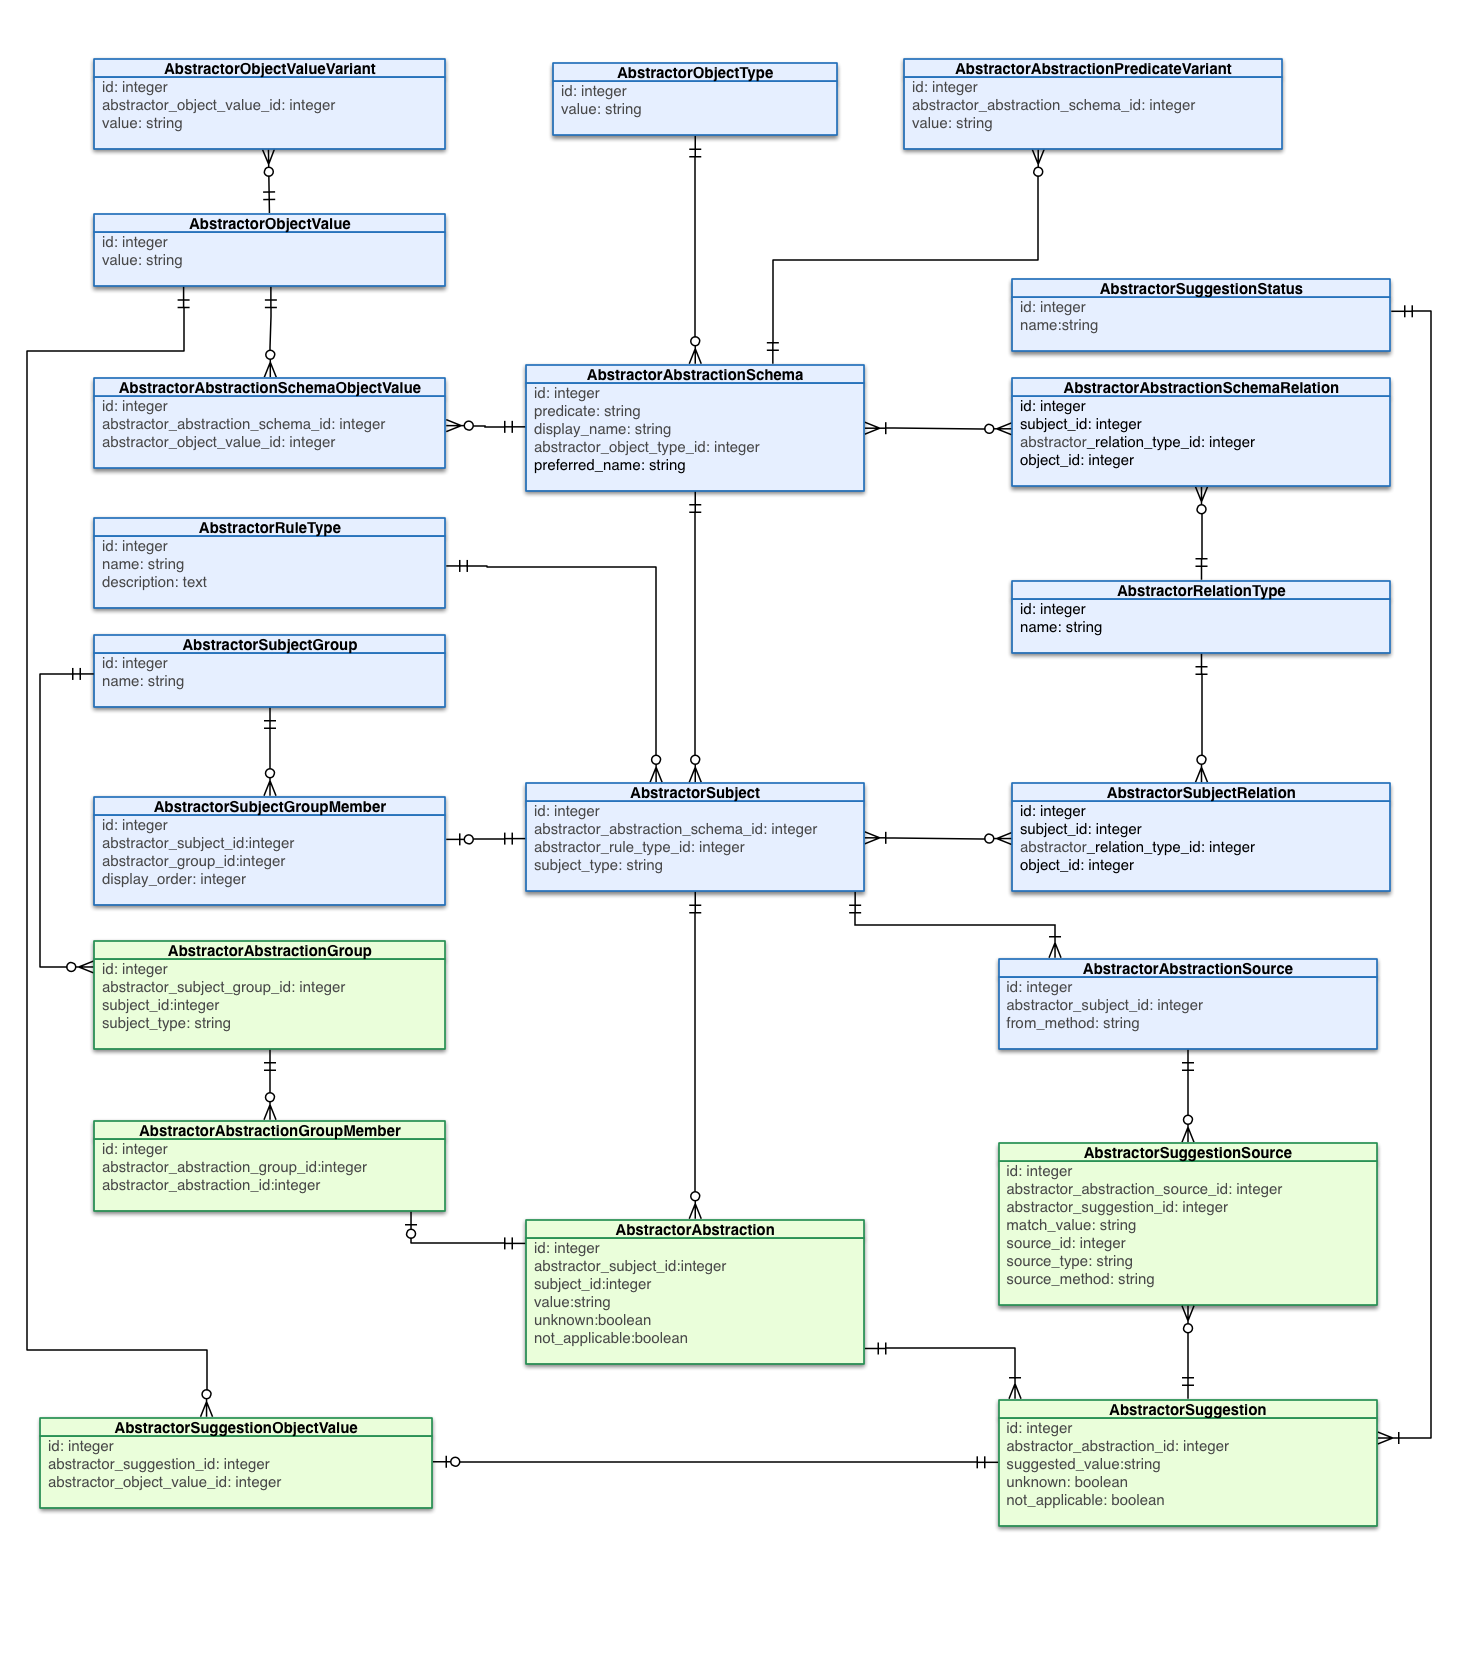 AbstractorObjectValueVariant
id: integer
abstractor_object_value_id: integer
value: string
AbstractorObjectType
id: integer
value: string
AbstractorAbstractionPredicateVariant
id: integer
abstractor_abstraction_schema_id: integer
value: string
AbstractorObjectValue
id: integer
value: string
AbstractorSuggestionStatus
id: integer
name:string
AbstractorAbstractionSchemaObjectValue
id: integer
abstractor_abstraction_schema_id: integer
abstractor_object_value_id: integer
AbstractorAbstractionSchema
id: integer
predicate: string
display_name: string
abstractor_object_type_id: integer
preferred_name: string
AbstractorAbstractionSchemaRelation
id: integer
subject_id: integer
abstractor_relation_type_id: integer
object_id: integer
AbstractorRuleType
id: integer
name: string
description: text
AbstractorRelationType
id: integer
name: string
AbstractorSubjectGroup
id: integer
name: string
AbstractorSubjectGroupMember
id: integer
abstractor_subject_id:integer
abstractor_group_id:integer
display_order: integer
AbstractorSubject
id: integer
abstractor_abstraction_schema_id: integer
abstractor_rule_type_id: integer
subject_type: string
AbstractorSubjectRelation
id: integer
subject_id: integer
abstractor_relation_type_id: integer
object_id: integer
AbstractorAbstractionGroup
id: integer
abstractor_subject_group_id: integer
subject_id:integer
subject_type: string
AbstractorAbstractionSource
id: integer
abstractor_subject_id: integer
from_method: string
AbstractorAbstractionGroupMember
id: integer
abstractor_abstraction_group_id:integer
abstractor_abstraction_id:integer
AbstractorSuggestionSource
id: integer
abstractor_abstraction_source_id: integer
abstractor_suggestion_id: integer
match_value: string
source_id: integer
source_type: string
source_method: string
AbstractorAbstraction
id: integer
abstractor_subject_id:integer
subject_id:integer
value:string
unknown:boolean
not_applicable:boolean
AbstractorSuggestionObjectValue
id: integer
abstractor_suggestion_id: integer
abstractor_object_value_id: integer
AbstractorSuggestion
id: integer
abstractor_abstraction_id: integer
suggested_value:string
unknown: boolean
not_applicable: boolean